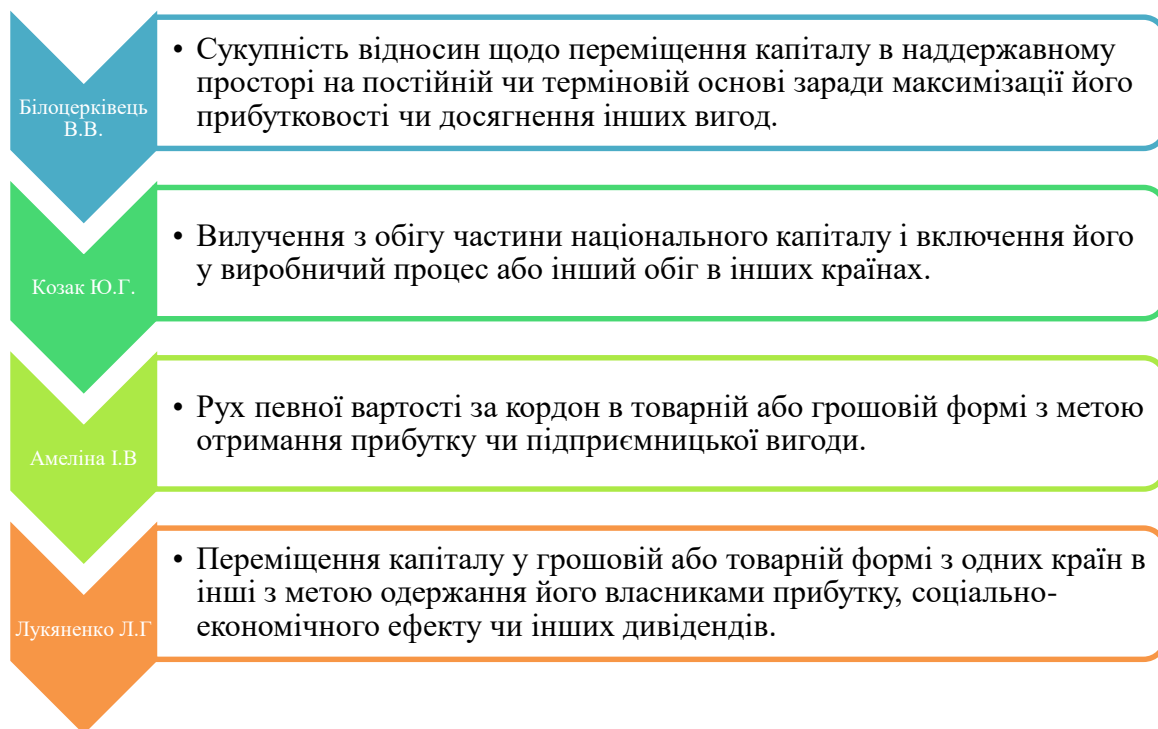 Білоцерківець
В.В.
• Сукупність відносин щодо переміщення капіталу в наддержавному
просторі на постійній чи терміновій основі заради максимізації його
прибутковості чи досягнення інших вигод.
Козак Ю.Г.
• Вилучення з обігу частини національного капіталу і включення його
у виробничий процес або інший обіг в інших країнах.
Амеліна І.В
• Рух певної вартості за кордон в товарній або грошовій формі з метою
отримання прибутку чи підприємницької вигоди.
Лукяненко Л.Г
• Переміщення капіталу у грошовій або товарній формі з одних країн в
інші з метою одержання його власниками прибутку, соціально-
економічного ефекту чи інших дивідендів.